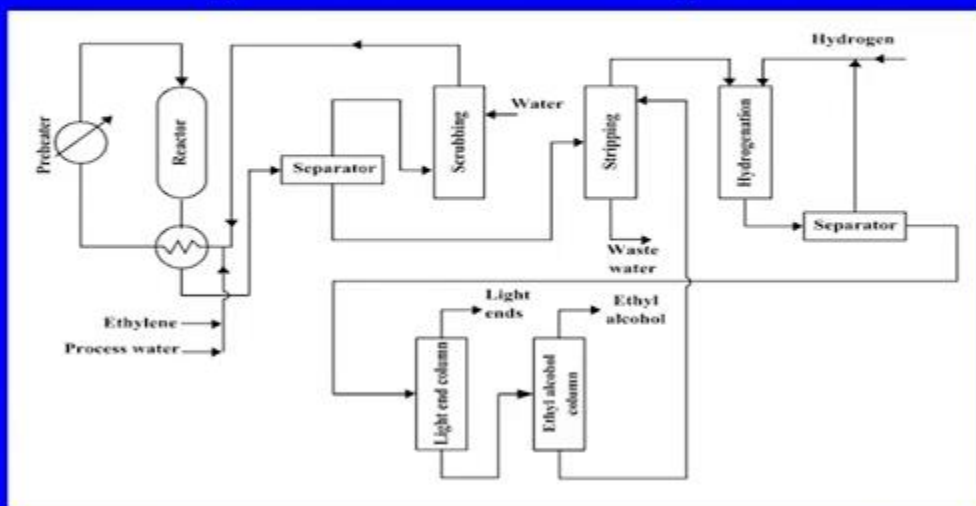 Hydrogen
Preheater
Reactor
Separator
Scrubbing
Water
Stripping
Hydrogenation
Separator
Waste
water
Ethylene
Process water
Light
ends
Ethyl
alcohol
Light end column
Ethyl alcohol
column